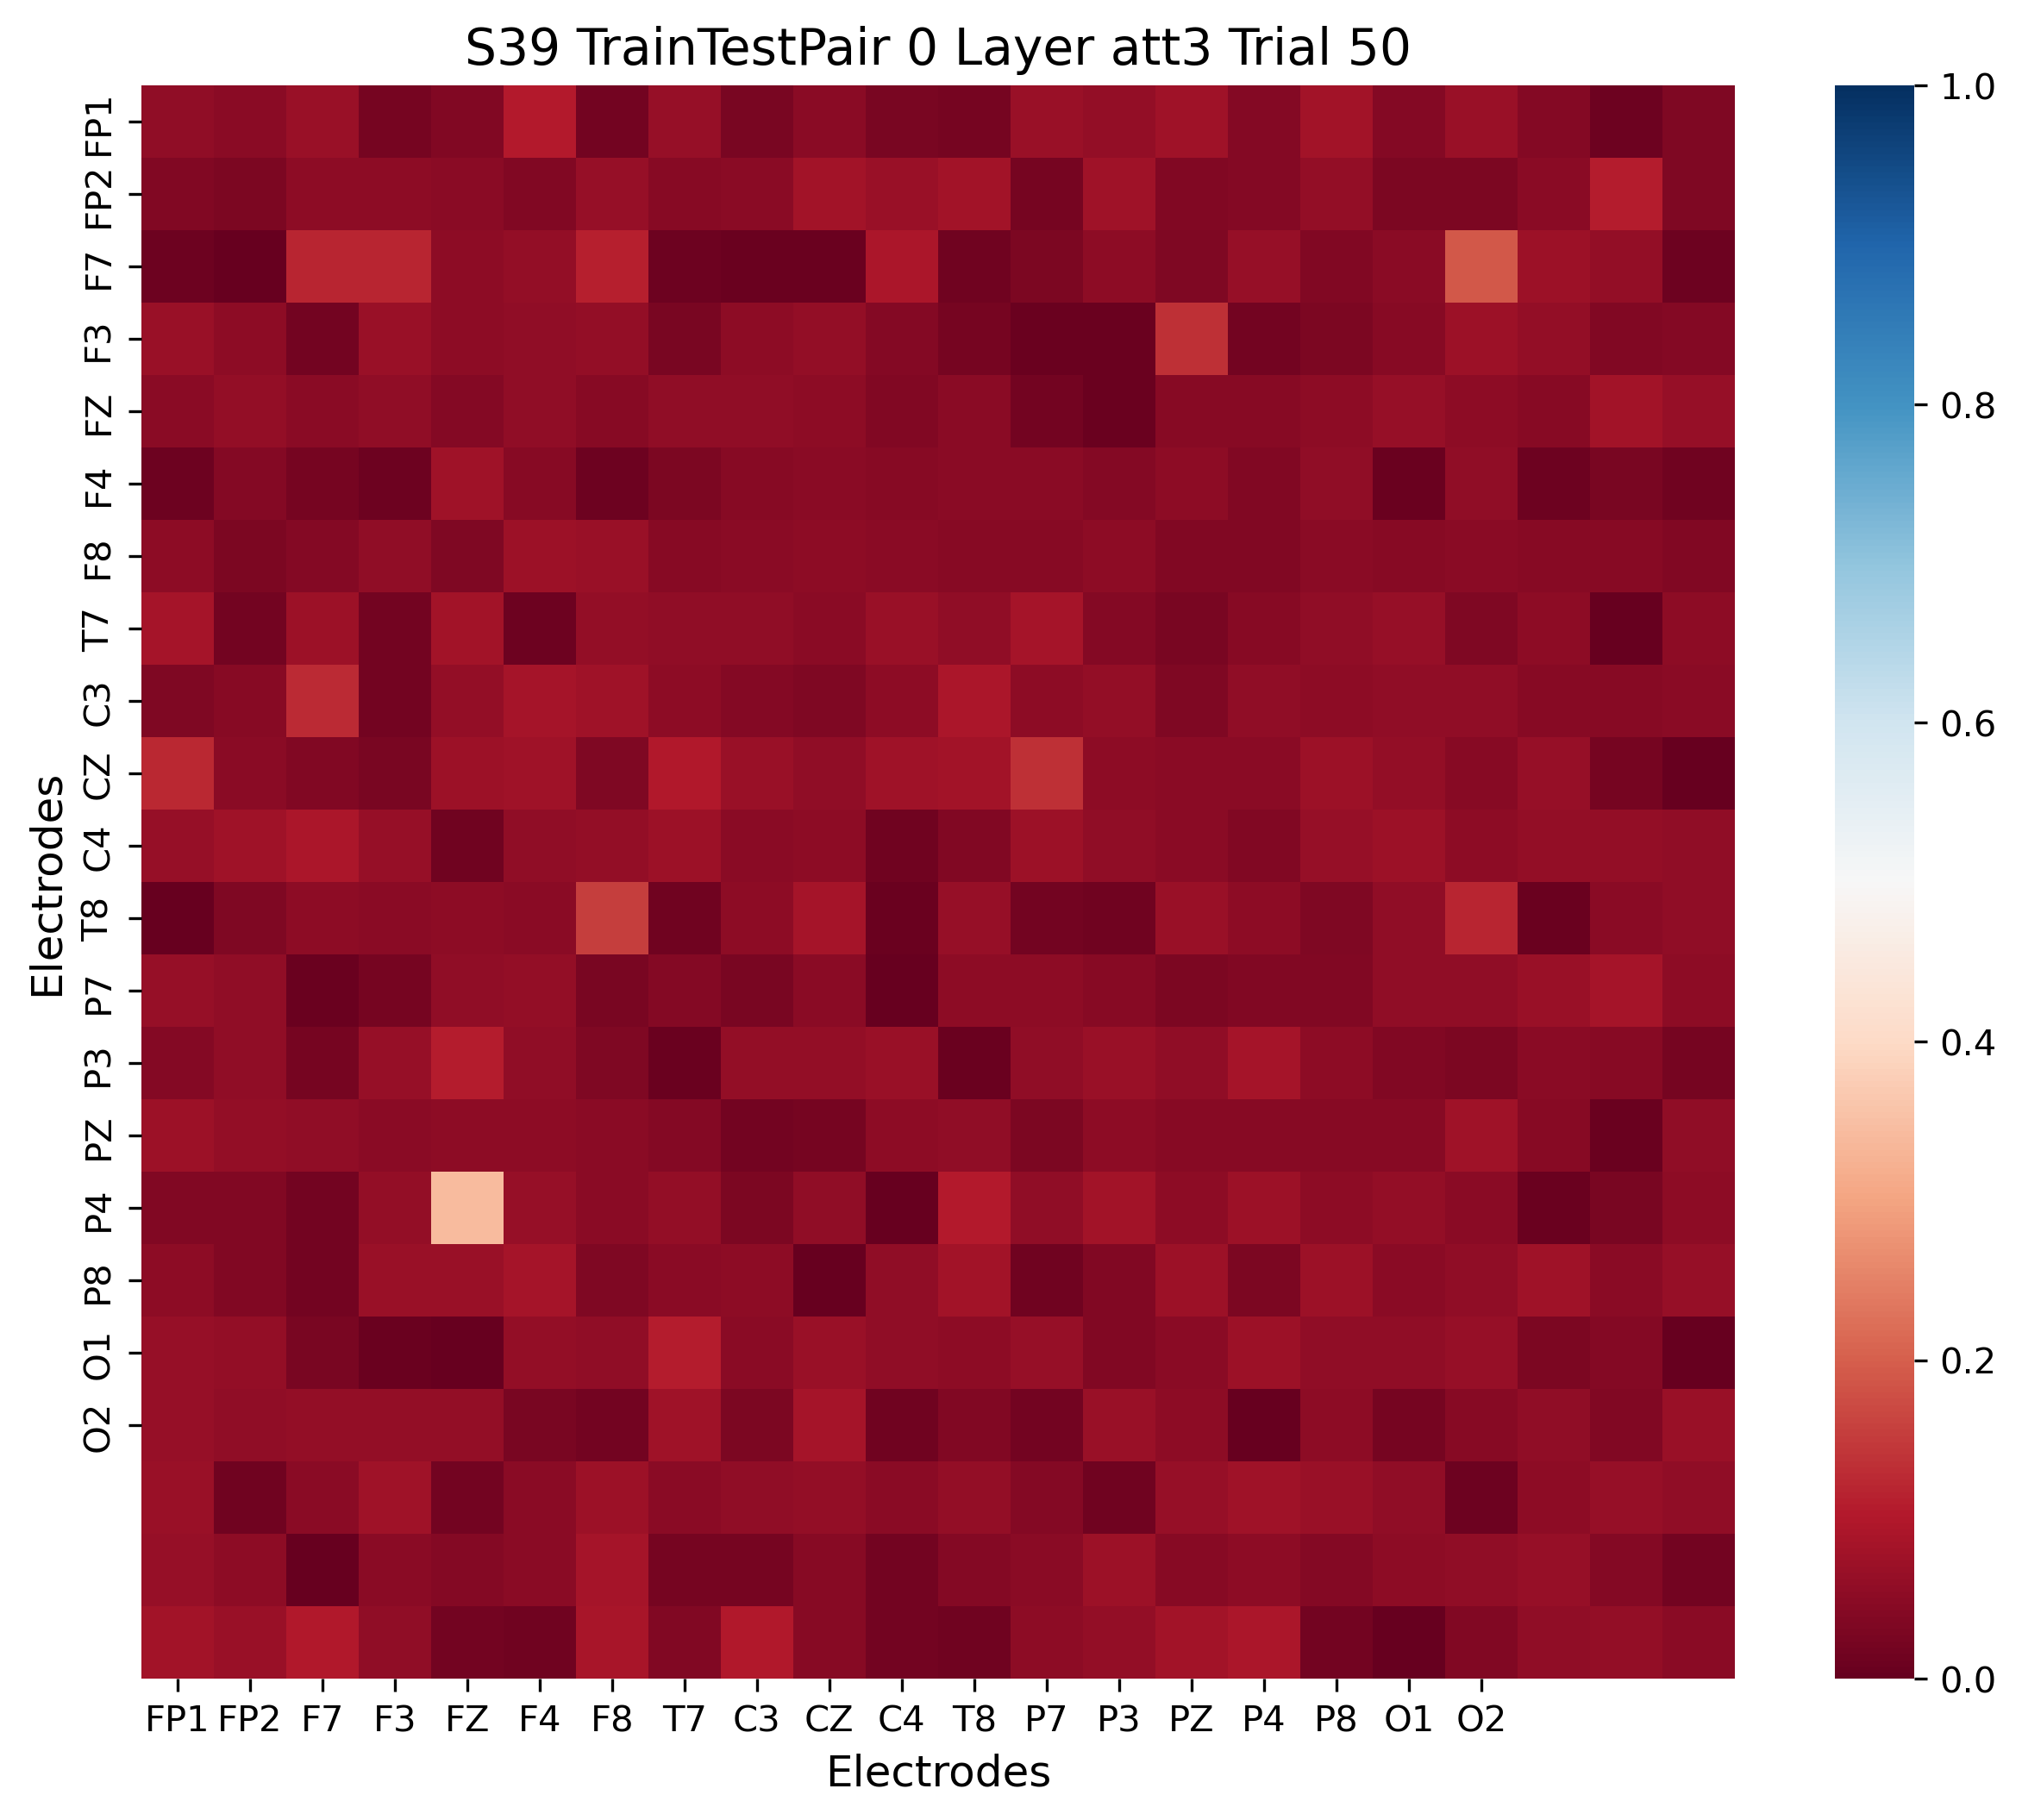 S39 TrainTestPair 0 Layer att3 Trial 50
Electrodes
FP1
FP2
F7
F3
FZ
F4
F8
T7
C3
CZ
C4
T8
P7
P3
PZ
P4
P8
O1
O2
FP1 FP2 F7 F3 FZ F4 F8 T7 C3 CZ C4 T8 P7 P3 PZ P4 P8 O1 O2
Electrodes
1.0
0.8
0.6
0.4
0.2
0.0